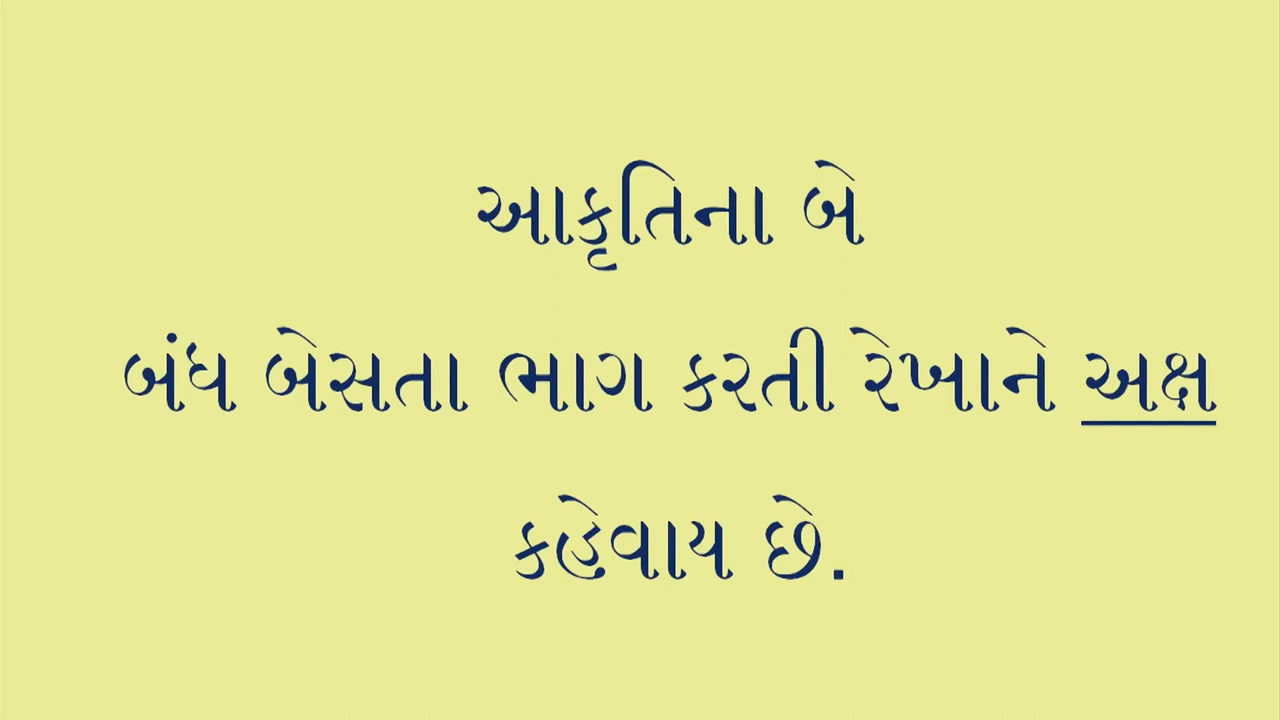 આકૃતિના બે
બંધ બેસતા ભાગ કરતી રેખાને અક્ષ
કહેવાય છે.